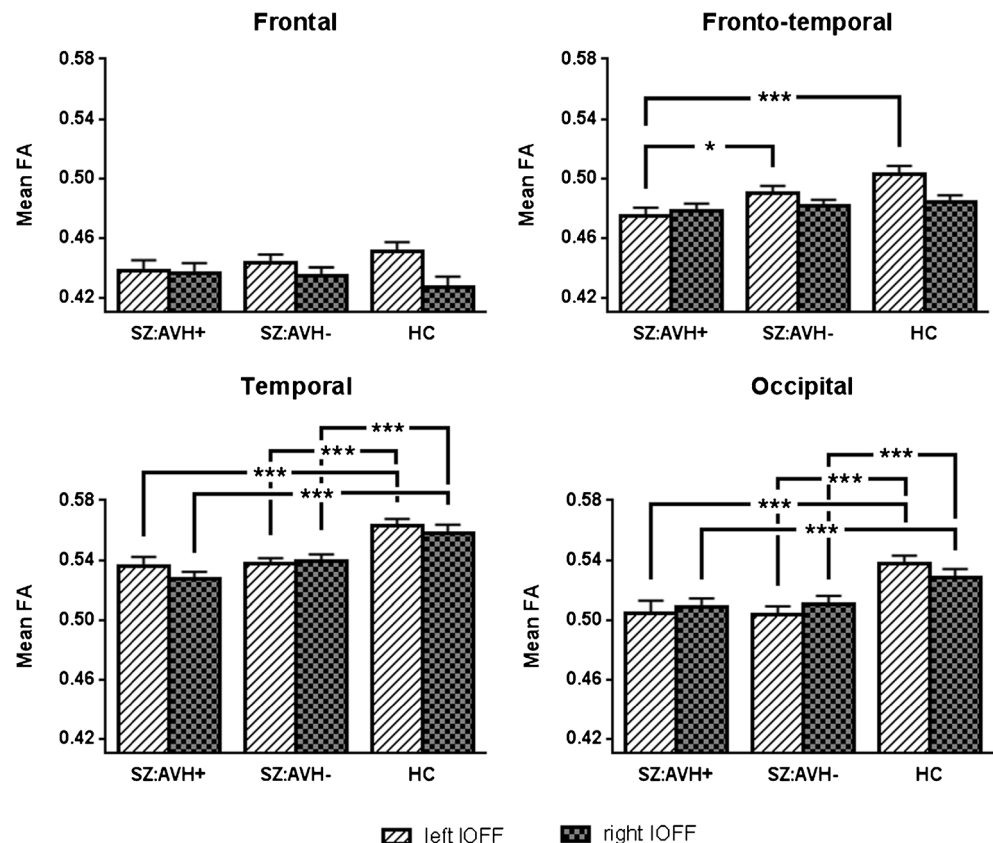 Frontal
Mean FA
0.58
0.54
0.50
0.46
0.42
SZ:AVH+ SZ:AVH- HC
Fronto-temporal
Mean FA
0.58
0.54
0.50
0.46
0.42
***
*
SZ:AVH+ SZ:AVH- HC
Temporal
Mean FA
0.58
0.54
0.50
0.46
0.42
***
***
***
***
SZ:AVH+ SZ:AVH- HC
Occipital
Mean FA
0.58
0.54
0.50
0.46
0.42
***
***
***
***
SZ:AVH+ SZ:AVH- HC
left IOFF right IOFF